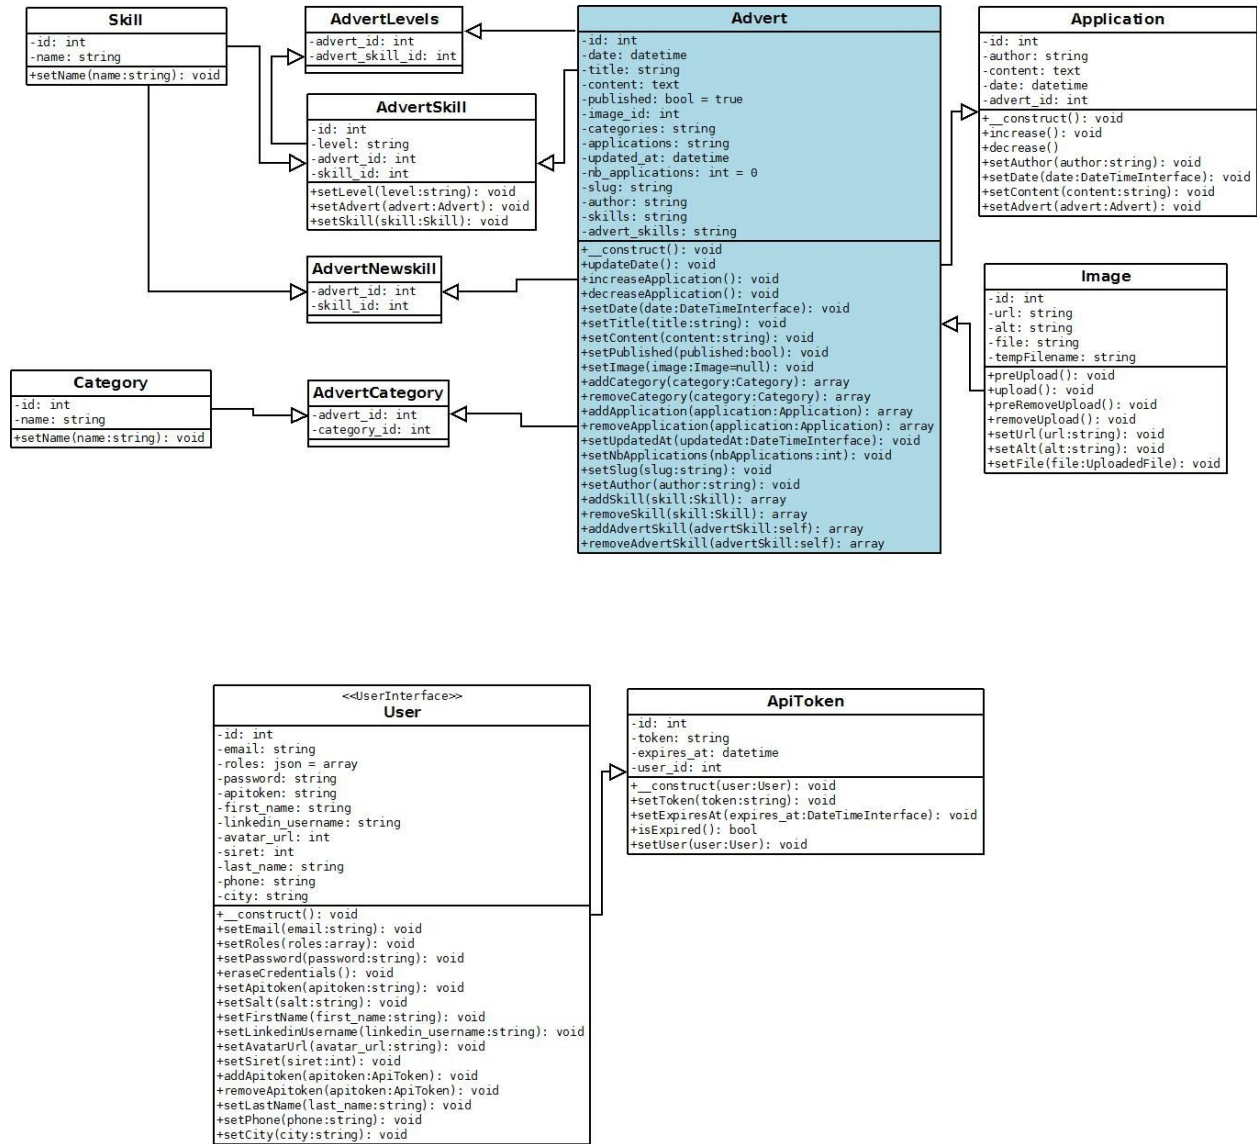 Skill
-id: int
-name: string
+setName(name:string): void
AdvertLevels
-advert_id: int
-advert_skill_id: int
AdvertSkill
-id: int
-level: string
-advert_id: int
-skill_id: int
+setLevel(level:string): void
+setAdvert(advert:Advert): void
+setSkill(skill:Skill): void
AdvertNewskill
-advert_id: int
-skill_id: int
Category
-id: int
-name: string
+setName(name:string): void
AdvertCategory
-advert_id: int
-category_id: int
Advert
-id: int
-date: datetime
-title: string
-content: text
-published: bool = true
-image_id: int
-categories: string
-applications: string
-updated_at: datetime
-nb_applications: int = 0
-slug: string
-author: string
-skills: string
-advert_skills: string
+__construct(): void
+updateDate(): void
+increaseApplication(): void
+decreaseApplication(): void
+setDate(date:DateTimeInterface): void
+setTitle(title:string): void
+setContent(content:string): void
+setPublished(published:bool): void
+setImage(image:Image=null): void
+addCategory(category:Category): array
+removeCategory(category:Category): array
+addApplication(application:Application): array
+removeApplication(application:Application): array
+setUpdatedAt(updatedAt:DateTimeInterface): void
+setNbApplications(nbApplications:int): void
+setSlug(slug:string): void
+setAuthor(author:string): void
+addSkill(skill:Skill): array
+removeSkill(skill:Skill): array
+addAdvertSkill(advertSkill:self): array
+removeAdvertSkill(advertSkill:self): array
Application
-id: int
-author: string
-content: text
-date: datetime
-advert_id: int
+__construct(): void
+increase(): void
+decrease()
+setAuthor(author:string): void
+setDate(date:DateTimeInterface): void
+setContent(content:string): void
+setAdvert(advert:Advert): void
Image
-id: int
-url: string
-alt: string
-file: string
-tempFilename: string
+preUpload(): void
+upload(): void
+preRemoveUpload(): void
+removeUpload(): void
+setUrl(url:string): void
+setAlt(alt:string): void
+setFile(file:UploadedFile): void
<<UserInterface>>
User
-id: int
-email: string
-roles: json = array
-password: string
-apitoken: string
-first_name: string
-linkedin_username: string
-avatar_url: int
-siret: int
-last_name: string
-phone: string
-city: string
+__construct(): void
+setEmail(email:string): void
+setRoles(roles:array): void
+setPassword(password:string): void
+eraseCredentials(): void
+setApitoken(apitoken:string): void
+setSalt(salt:string): void
+setFirstName(first_name:string): void
+setLinkedinUsername(linkedin_username:string): void
+setAvatarUrl(avatar_url:string): void
+setSiret(siret:int): void
+addApitoken(apitoken:ApiToken): void
+removeApitoken(apitoken:ApiToken): void
+setLastName(last_name:string): void
+setPhone(phone:string): void
+setCity(city:string): void
ApiToken
-id: int
-token: string
-expires_at: datetime
-user_id: int
+__construct(user:User): void
+setToken(token:string): void
+setExpiresAt(expires_at:DateTimeInterface): void
+isExpired(): bool
+setUser(user:User): void